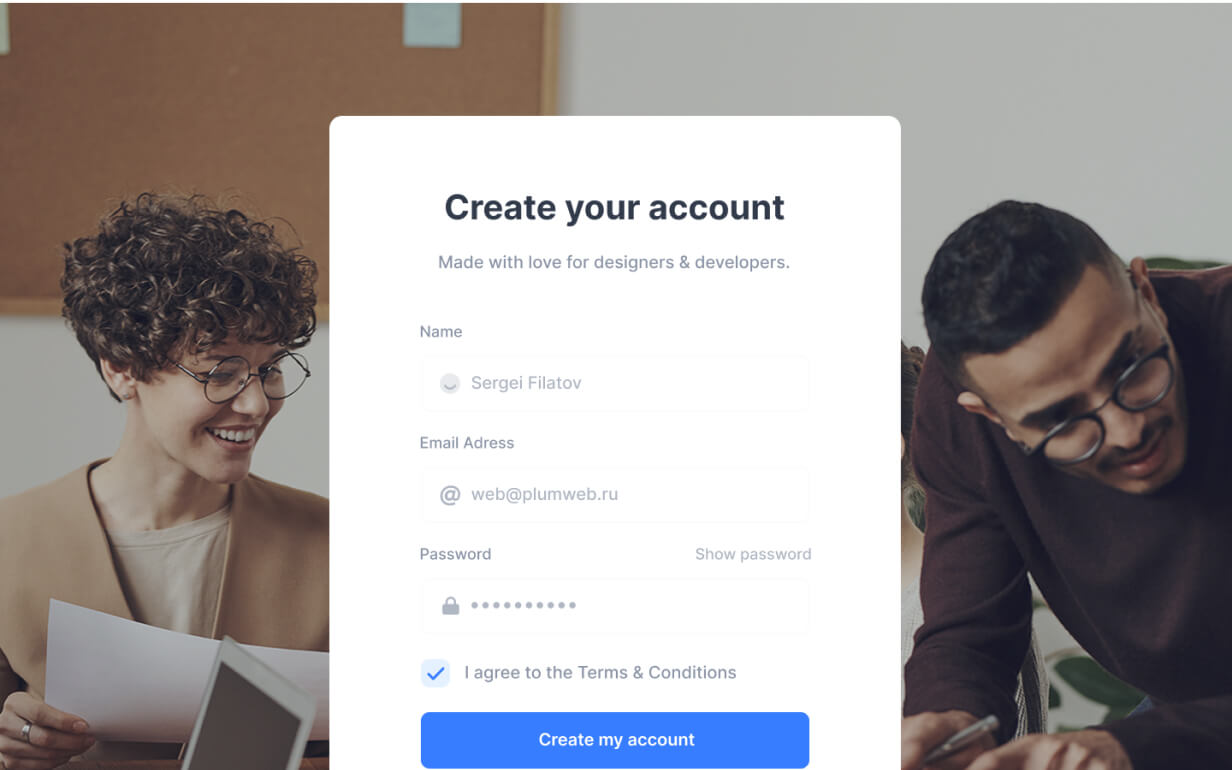 Create your account
Made with love for designers & developers.
Name
Sergei Filatov
Email Adress
@ web@plumweb.ru
Password Show password
••••••••••
I agree to the Terms & Conditions
Create my account